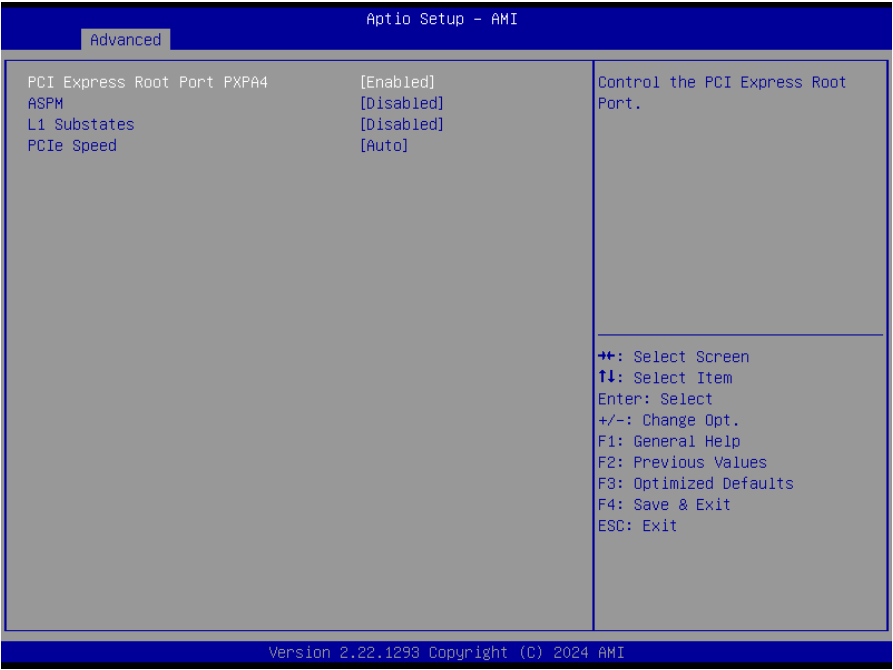 Aptio Setup – AMI
Advanced
PCI Express Root Port PXPA4 [Enabled]
ASPM [Disabled]
L1 Substates [Disabled]
PCIe Speed [Auto]
Control the PCI Express Root
Port.
→←: Select Screen
↑↓: Select Item
Enter: Select
+/-: Change Opt.
F1: General Help
F2: Previous Values
F3: Optimized Defaults
F4: Save & Exit
ESC: Exit
Version 2.22.1293 Copyright (C) 2024 AMI